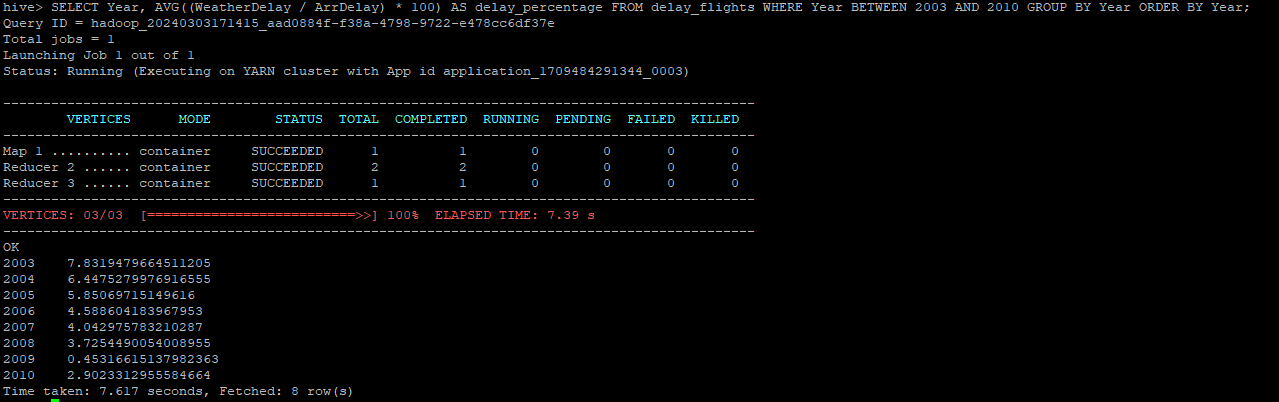 hive> SELECT Year, AVG((WeatherDelay / ArrDelay) * 100) AS delay_percentage FROM delay_flights WHERE Year BETWEEN 2003 AND 2010 GROUP BY Year ORDER BY Year;
Query ID = hadoop_20240303171415_aad0884f-f38a-4798-9722-e478cc6df37e
Total jobs = 1
Launching Job 1 out of 1
Status: Running (Executing on YARN cluster with App id application_1709484291344_0003)
----------------------------------------------------------------------------------------------
VERTICES MODE STATUS TOTAL COMPLETED RUNNING PENDING FAILED KILLED
----------------------------------------------------------------------------------------------
Map 1 .......... container SUCCEEDED 1 1 0 0 0 0
Reducer 2 ...... container SUCCEEDED 2 2 0 0 0 0
Reducer 3 ...... container SUCCEEDED 1 1 0 0 0 0
----------------------------------------------------------------------------------------------
VERTICES: 03/03 [==========================>>] 100% ELAPSED TIME: 7.39 s
----------------------------------------------------------------------------------------------
OK
2003 7.8319479664511205
2004 6.4475279976916555
2005 5.85069715149616
2006 4.588604183967953
2007 4.042975783210287
2008 3.7254490054008955
2009 0.45316615137982363
2010 2.9023312955584664
Time taken: 7.617 seconds, Fetched: 8 row(s)